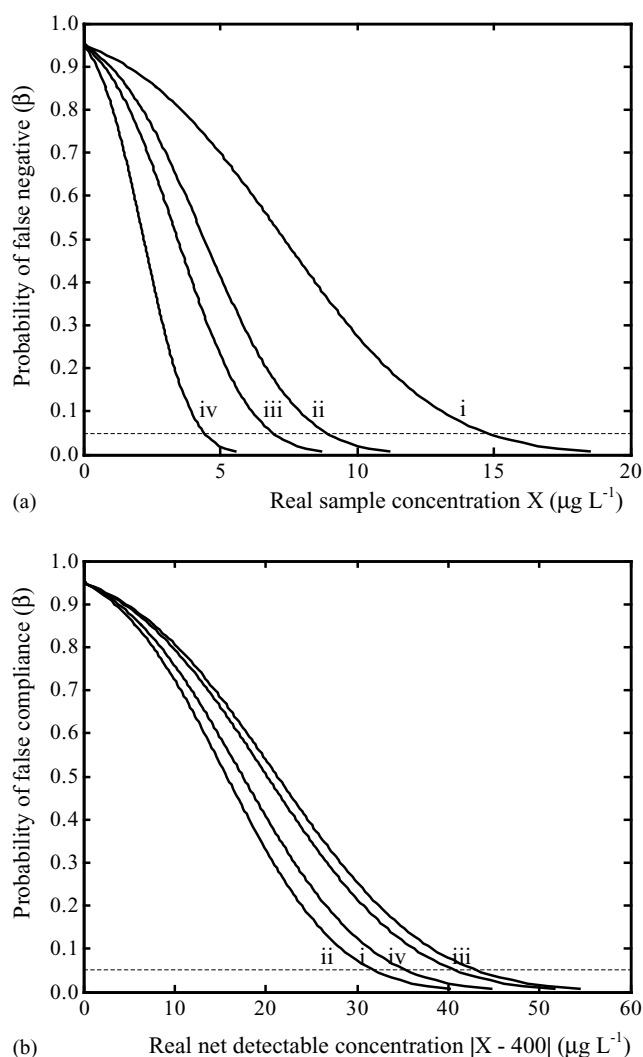 1.0
0.9
0.8
0.7
0.6
0.5
0.4
0.3
0.2
0.1
0.0
Probability of false negative (β)
iv iii ii i
0 5 10 15 20
(a) Real sample concentration X (μg L-1)
1.0
0.9
0.8
0.7
0.6
0.5
0.4
0.3
0.2
0.1
0.0
Probability of false compliance (β)
ii i iv iii
0 10 20 30 40 50 60
(b) Real net detectable concentration |X - 400| (μg L-1)